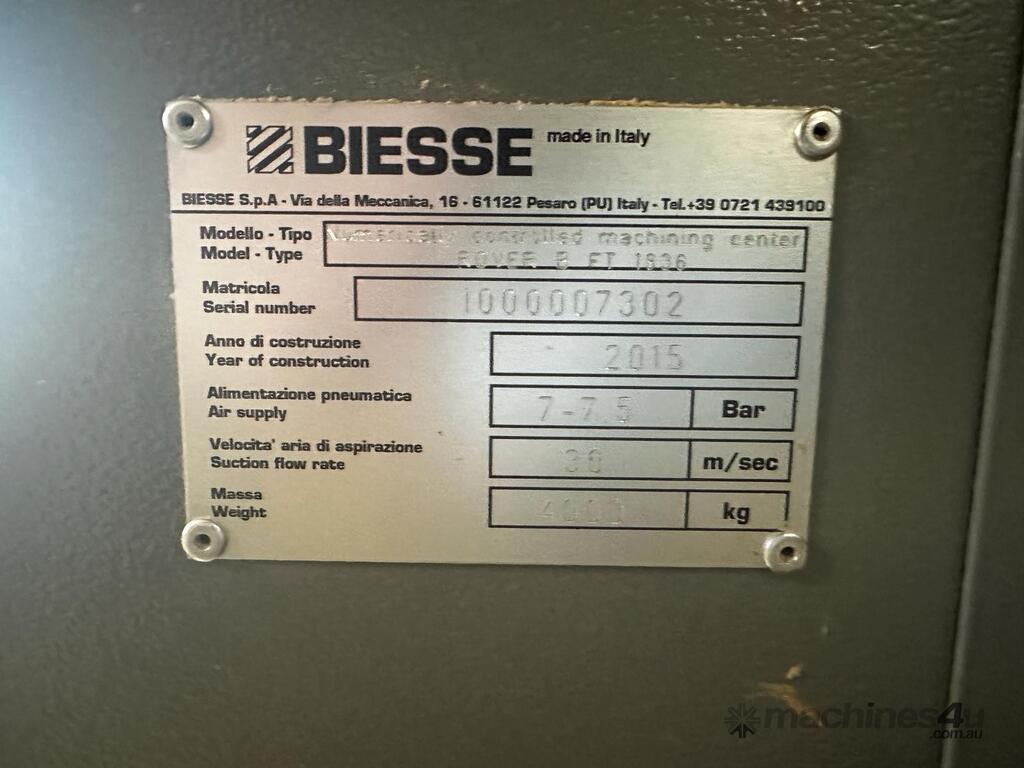 BIESSE made in Italy
BIESSE S.p.A - Via della Meccanica, 16 - 61122 Pesaro (PU) Italy - Tel.+39 0721 439100
Modello - Tipo Numerically controlled machining center
Model - Type ROVER B FT 1836
Matricola
Serial number 1000007302
Anno di costruzione
Year of construction 2015
Alimentazione pneumatica
Air supply 7-7.5 Bar
Velocita' aria di aspirazione
Suction flow rate 30 m/sec
Massa
Weight 4000 kg
machines4u
.com.au